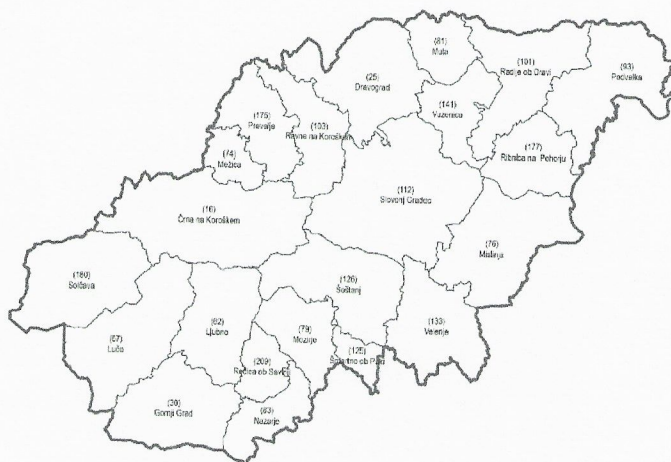 (81)
Muta
(101)
Radlje ob Dravi
(93)
Podvelka
(25)
Dravograd
(175)
Prevalje
(103)
Ravne na Koroškem
(141)
Vuzenica
(177)
Ribnica na Pohorju
(74)
Mežica
(112)
Slovenj Gradec
(16)
Črna na Koroškem
(76)
Mislinja
(180)
Solčava
(126)
Šoštanj
(62)
Ljubno
(79)
Mozirje
(133)
Velenje
(67)
Luče
(125)
Šmartno ob Paki
(209)
Rečica ob Savinji
(30)
Gornji Grad
(83)
Nazarje